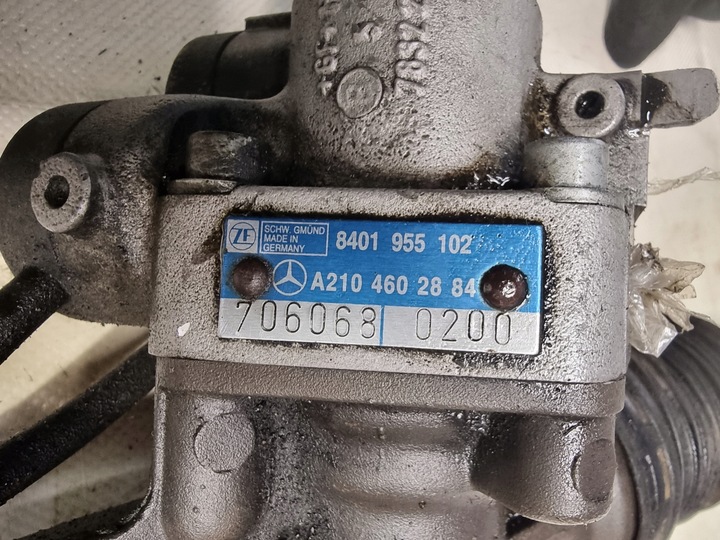 ZF SCHW. GMÜND
MADE IN
GERMANY
8401 955 102
A210 460 28 84
706068 0200